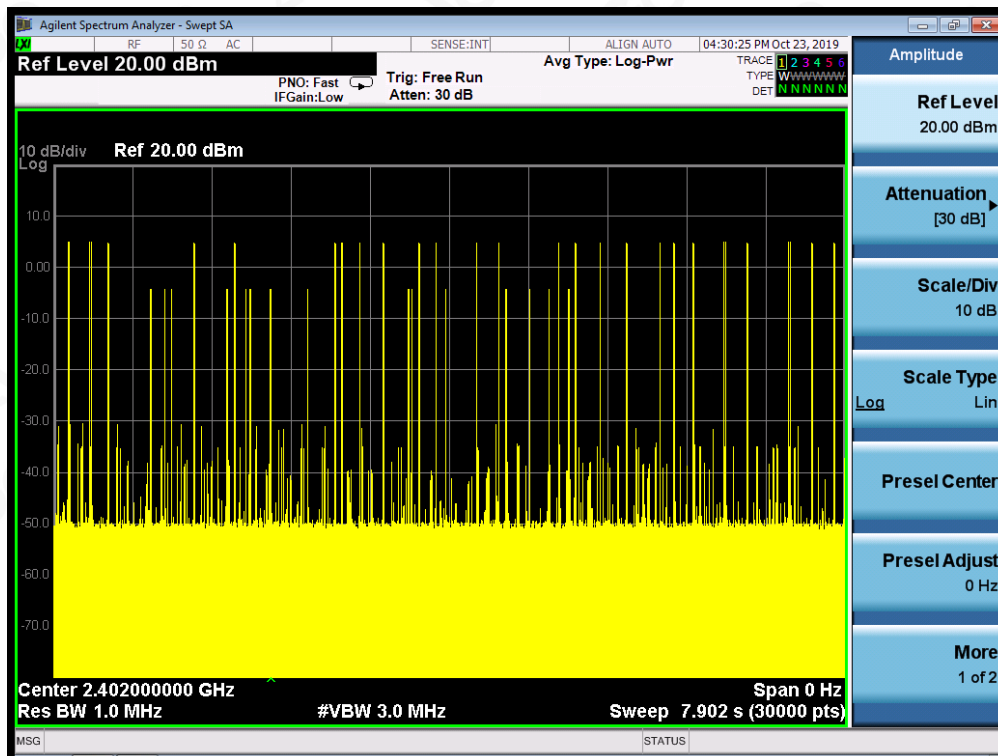 Agilent Spectrum Analyzer - Swept SA
LXI RF 50 Ω AC SENSE:INT ALIGN AUTO 04:30:25 PM Oct 23, 2019
Ref Level 20.00 dBm
PNO: Fast
IFGain:Low
Trig: Free Run
Atten: 30 dB
Avg Type: Log-Pwr
TRACE 1 2 3 4 5 6
TYPE W
DET N N N N N N
10 dB/div Ref 20.00 dBm
Log
10.0
0.00
-10.0
-20.0
-30.0
-40.0
-50.0
-60.0
-70.0
Center 2.402000000 GHz Span 0 Hz
Res BW 1.0 MHz #VBW 3.0 MHz Sweep 7.902 s (30000 pts)
MSG STATUS
Amplitude
Ref Level
20.00 dBm
Attenuation
[30 dB]
Scale/Div
10 dB
Scale Type
Log Lin
Presel Center
Presel Adjust
0 Hz
More
1 of 2